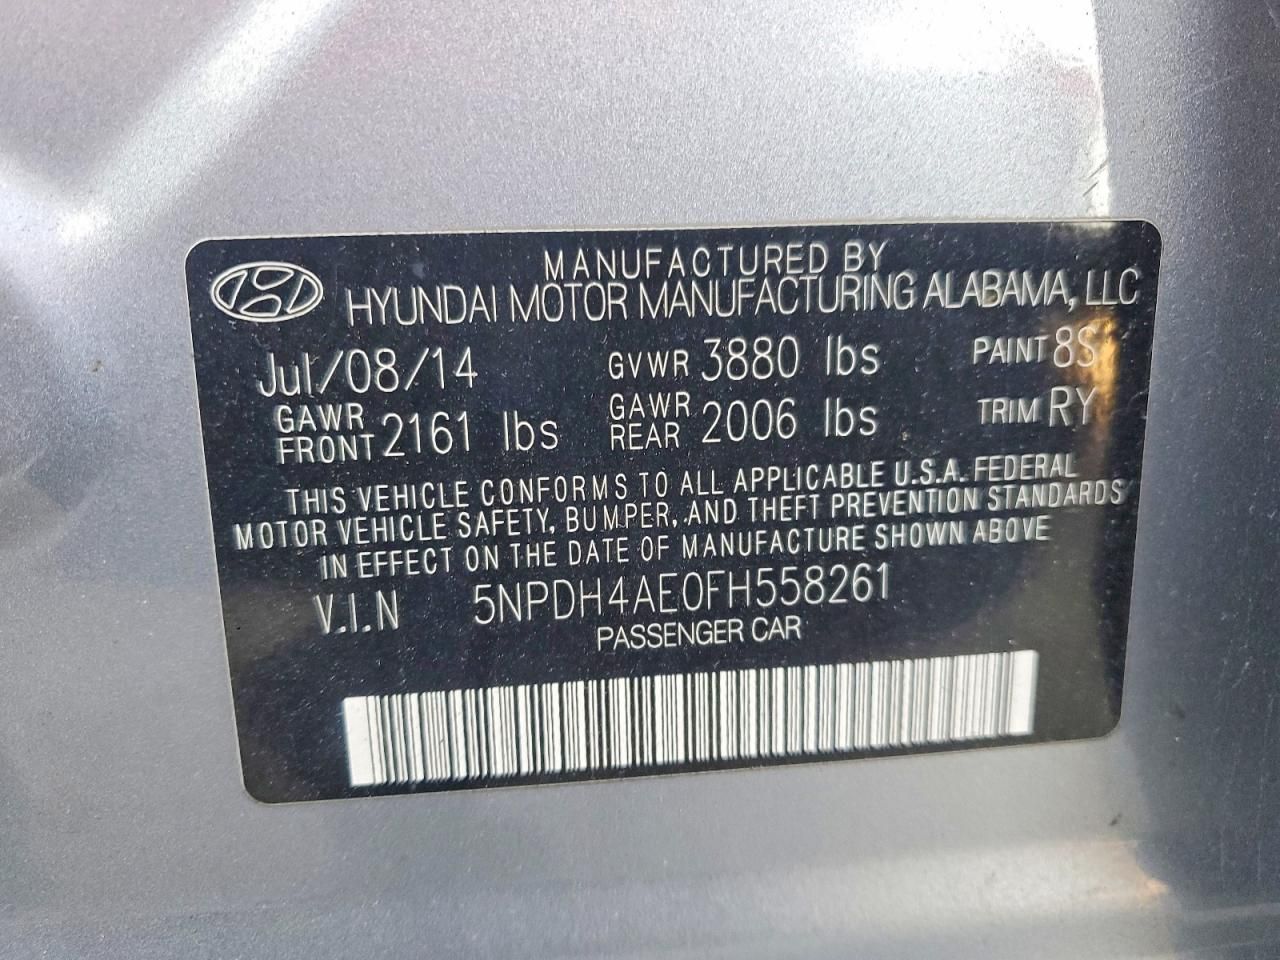 MANUFACTURED BY
HYUNDAI MOTOR MANUFACTURING ALABAMA, LLC
Jul/08/14 GVWR 3880 lbs PAINT 8S
GAWR FRONT 2161 lbs GAWR REAR 2006 lbs TRIM RY
THIS VEHICLE CONFORMS TO ALL APPLICABLE U.S.A. FEDERAL
MOTOR VEHICLE SAFETY, BUMPER, AND THEFT PREVENTION STANDARDS
IN EFFECT ON THE DATE OF MANUFACTURE SHOWN ABOVE
V.I.N 5NPDH4AE0FH558261
PASSENGER CAR